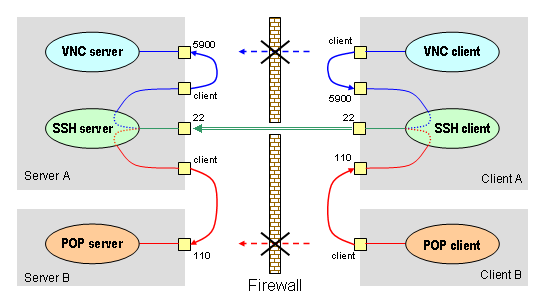 VNC server
5900
client
VNC client
client
5900
SSH server
22
22
SSH client
client
110
Server A
Client A
POP server
110
client
POP client
Server B
Firewall
Client B